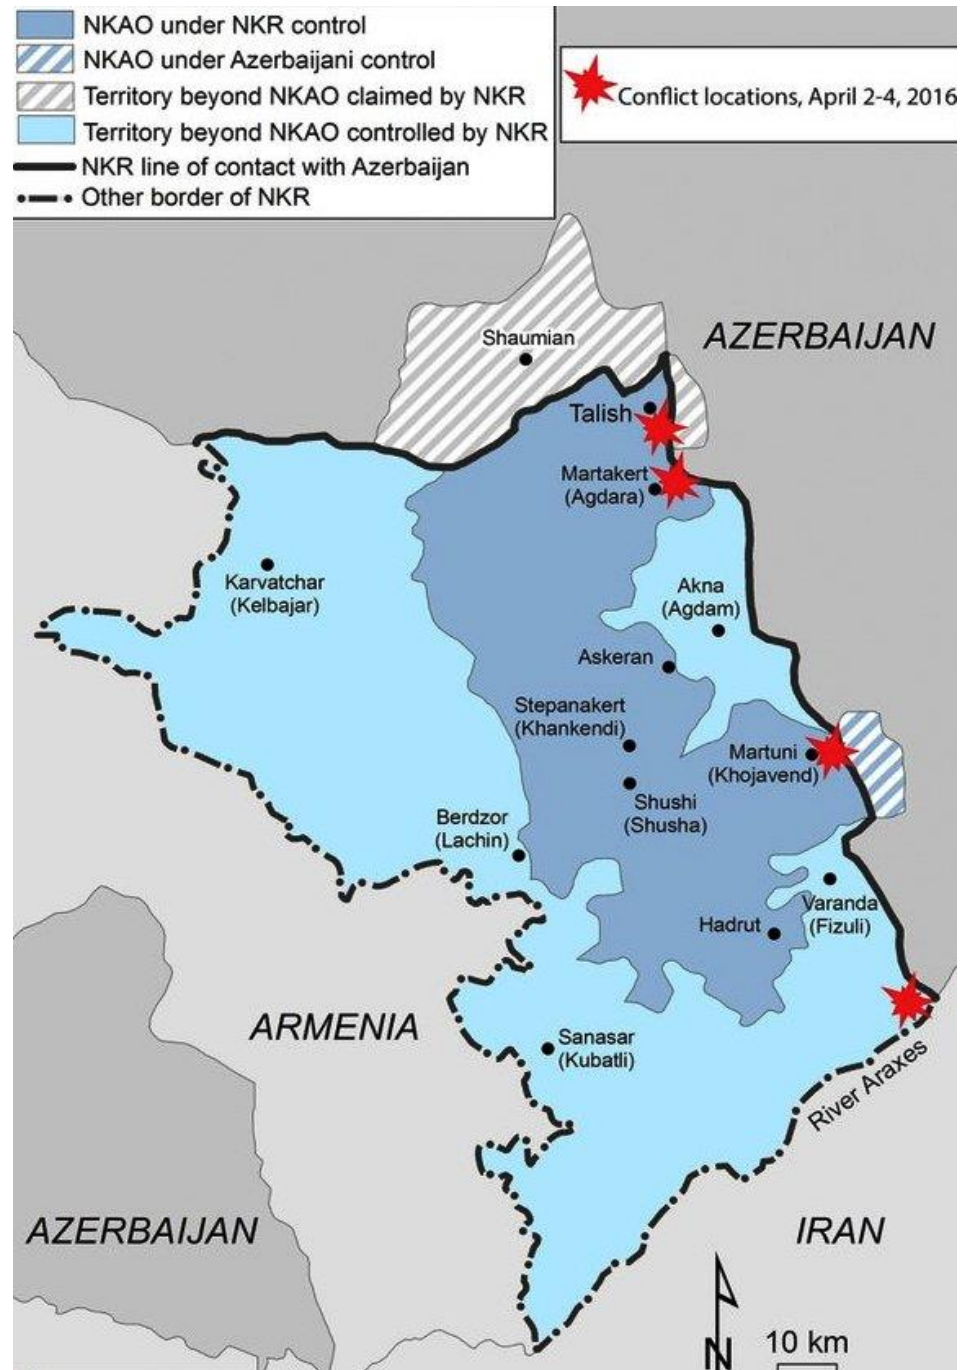 NKAO under NKR control
NKAO under Azerbaijani control
Territory beyond NKAO claimed by NKR
Territory beyond NKAO controlled by NKR
NKR line of contact with Azerbaijan
Other border of NKR
Conflict locations, April 2-4, 2016
AZERBAIJAN
Shaumian
Talish
Martakert
(Agdara)
Karvatchar
(Kelbajar)
Akna
(Agdam)
Askeran
Stepanakert
(Khankendi)
Martuni
(Khojavend)
Shushi
(Shusha)
Berdzor
(Lachin)
Varanda
(Fizuli)
Hadrut
ARMENIA
Sanasar
(Kubatli)
River Araxes
AZERBAIJAN
IRAN
N
10 km